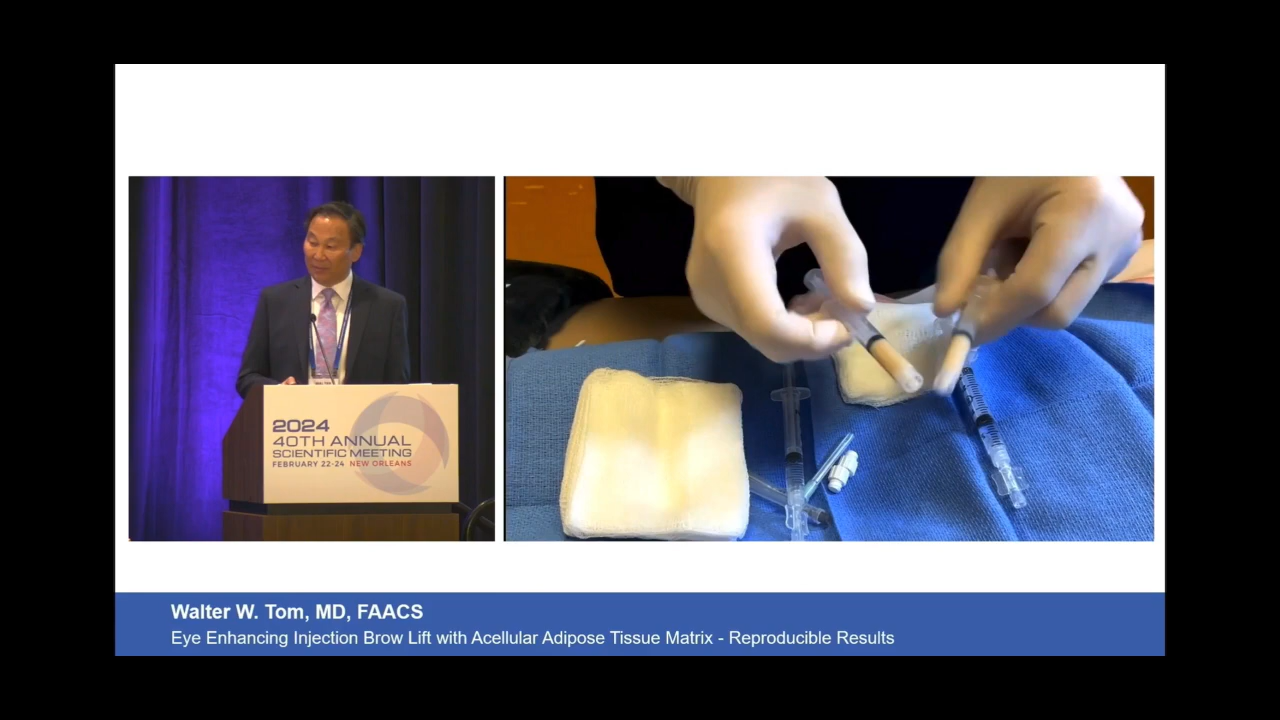 2024
40TH ANNUAL
SCIENTIFIC MEETING
FEBRUARY 22-24 NEW ORLEANS
Walter W. Tom, MD, FAACS
Eye Enhancing Injection Brow Lift with Acellular Adipose Tissue Matrix - Reproducible Results